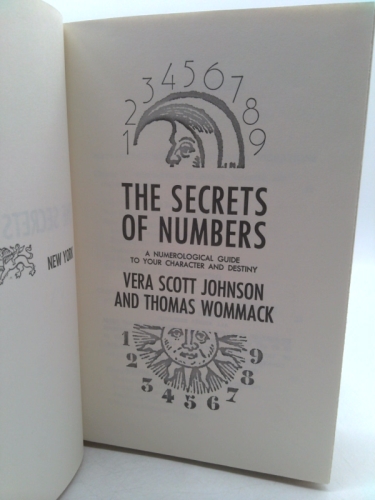 1 2 3 4 5 6 7 8 9
THE SECRETS
OF NUMBERS
A NUMEROLOGICAL GUIDE
TO YOUR CHARACTER AND DESTINY
VERA SCOTT JOHNSON
AND THOMAS WOMMACK
1 2 3 4 5 6 7 8 9
SECRETS
NEW YORK